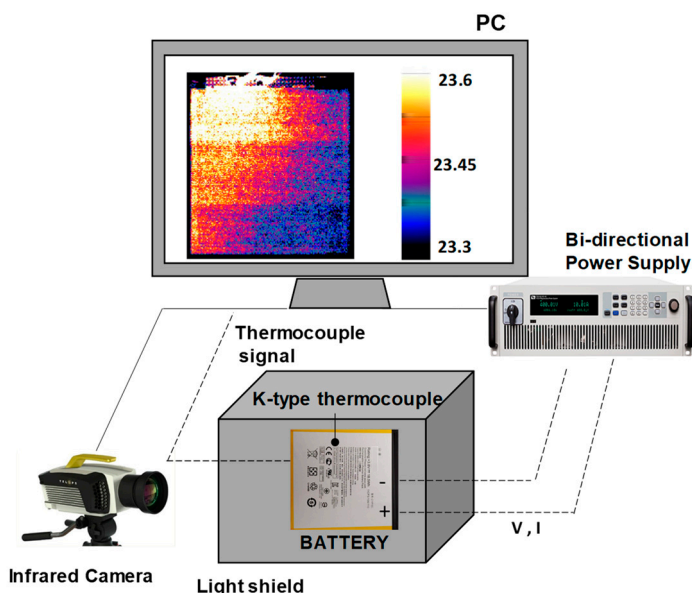 PC
23.6
23.45
23.3
Bi-directional
Power Supply
Thermocouple
signal
K-type thermocouple
-
+
BATTERY
V , I
Infrared Camera
Light shield